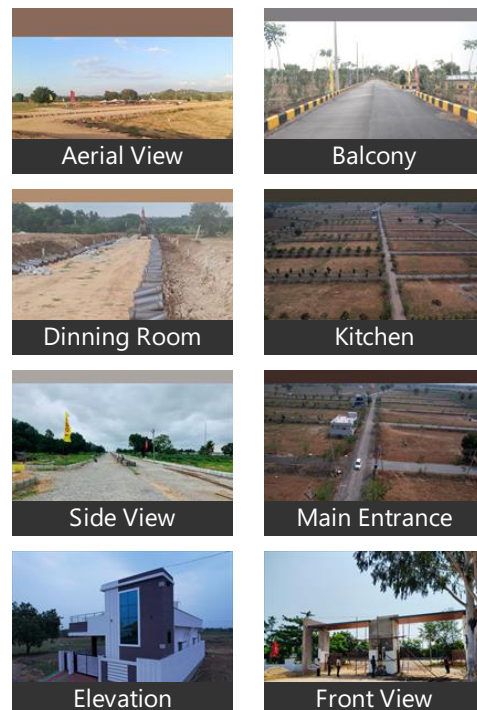 Aerial View
Balcony
Dinning Room
Kitchen
Side View
Main Entrance
Elevation
Front View